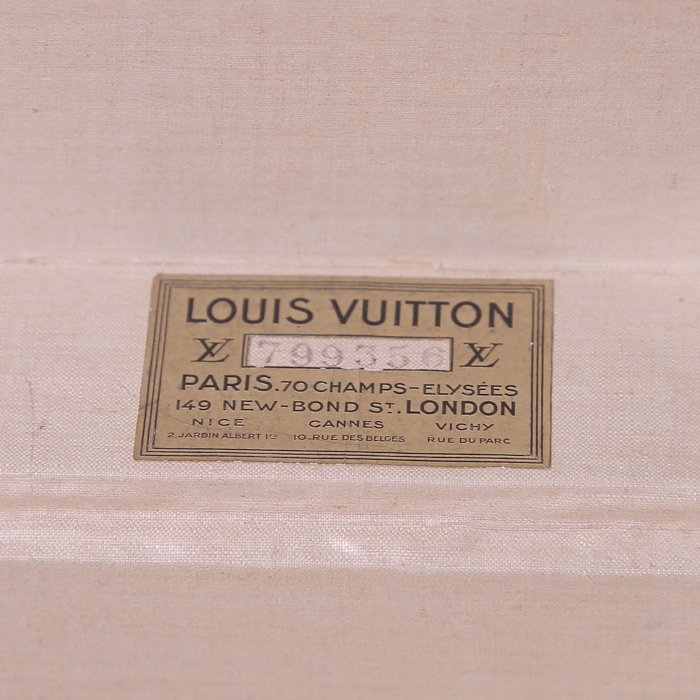 LOUIS VUITTON
LV 799356 LV
PARIS.70 CHAMPS-ELYSÉES
149 NEW-BOND ST. LONDON
NICE CANNES VICHY
2.JARDIN ALBERT 1ER 10.RUE DES BELGES RUE DU PARC